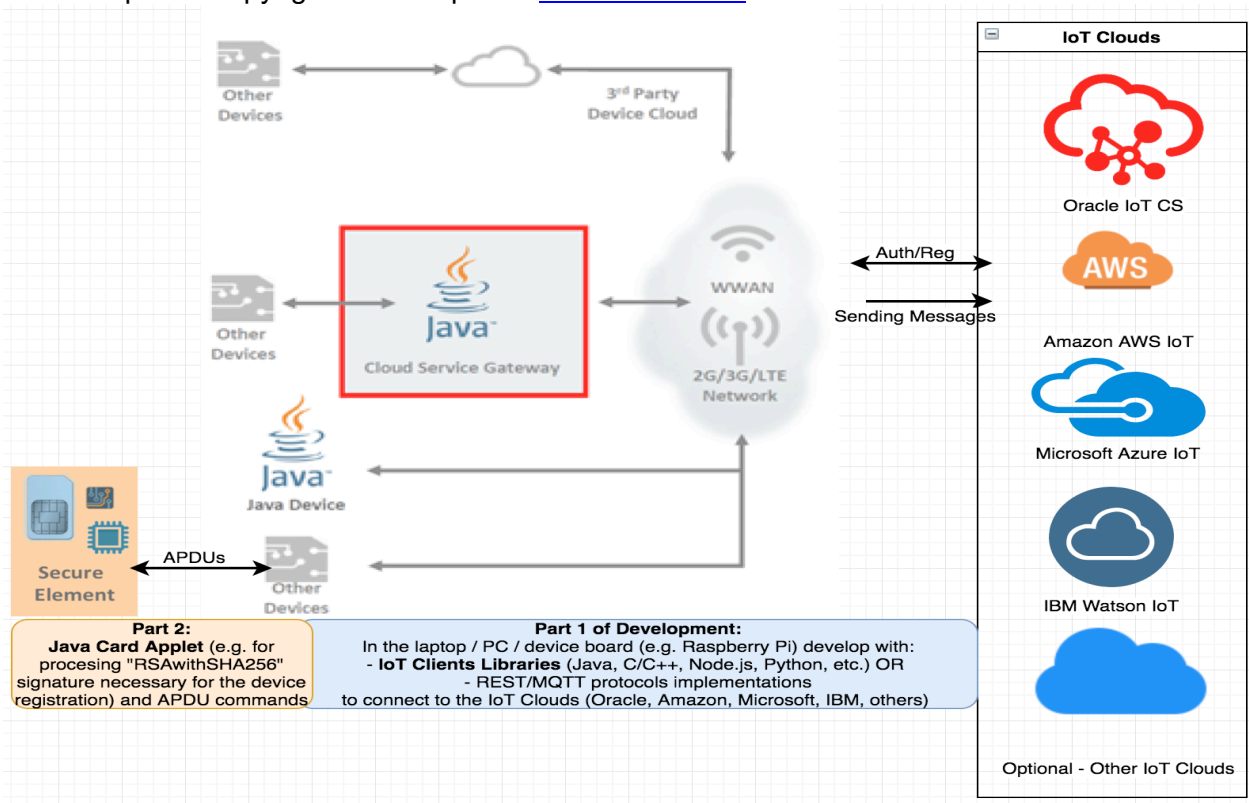 Other
Devices
3rd Party
Device Cloud
WWAN
2G/3G/LTE
Network
Other
Devices
Java
Cloud Service Gateway
Java
Java Device
Secure
Element
APDUs
Other
Devices
Auth/Reg
Sending Messages
IoT Clouds
Oracle IoT CS
AWS
Amazon AWS IoT
Microsoft Azure IoT
IBM Watson IoT
Optional - Other IoT Clouds
Part 2:
Java Card Applet (e.g. for
procesing "RSAwithSHA256"
signature necessary for the device
registration) and APDU commands
Part 1 of Development:
In the laptop / PC / device board (e.g. Raspberry Pi) develop with:
- IoT Clients Libraries (Java, C/C++, Node.js, Python, etc.) OR
- REST/MQTT protocols implementations
to connect to the IoT Clouds (Oracle, Amazon, Microsoft, IBM, others)